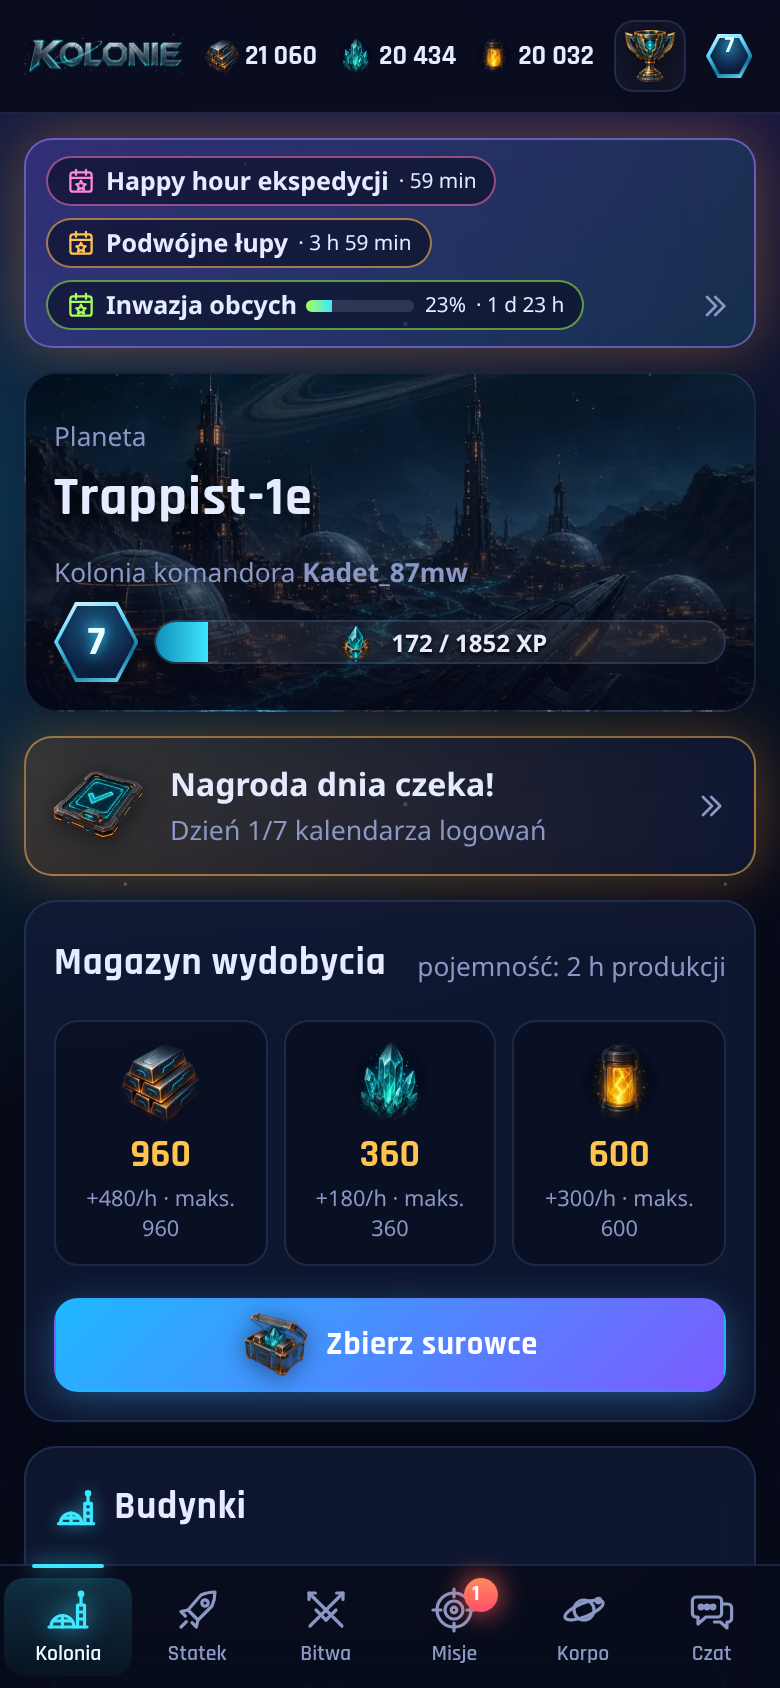 KOLONIE 21 060 20 434 20 032 7
Happy hour ekspedycji · 59 min
Podwójne łupy · 3 h 59 min
Inwazja obcych 23% · 1 d 23 h
Planeta
Trappist-1e
Kolonia komandora Kadet_87mw
7 172 / 1852 XP
Nagroda dnia czeka!
Dzień 1/7 kalendarza logowań
Magazyn wydobycia pojemność: 2 h produkcji
960 360 600
+480/h · maks. +180/h · maks. +300/h · maks.
960 360 600
Zbierz surowce
Budynki
1
Kolonia Statek Bitwa Misje Korpo Czat